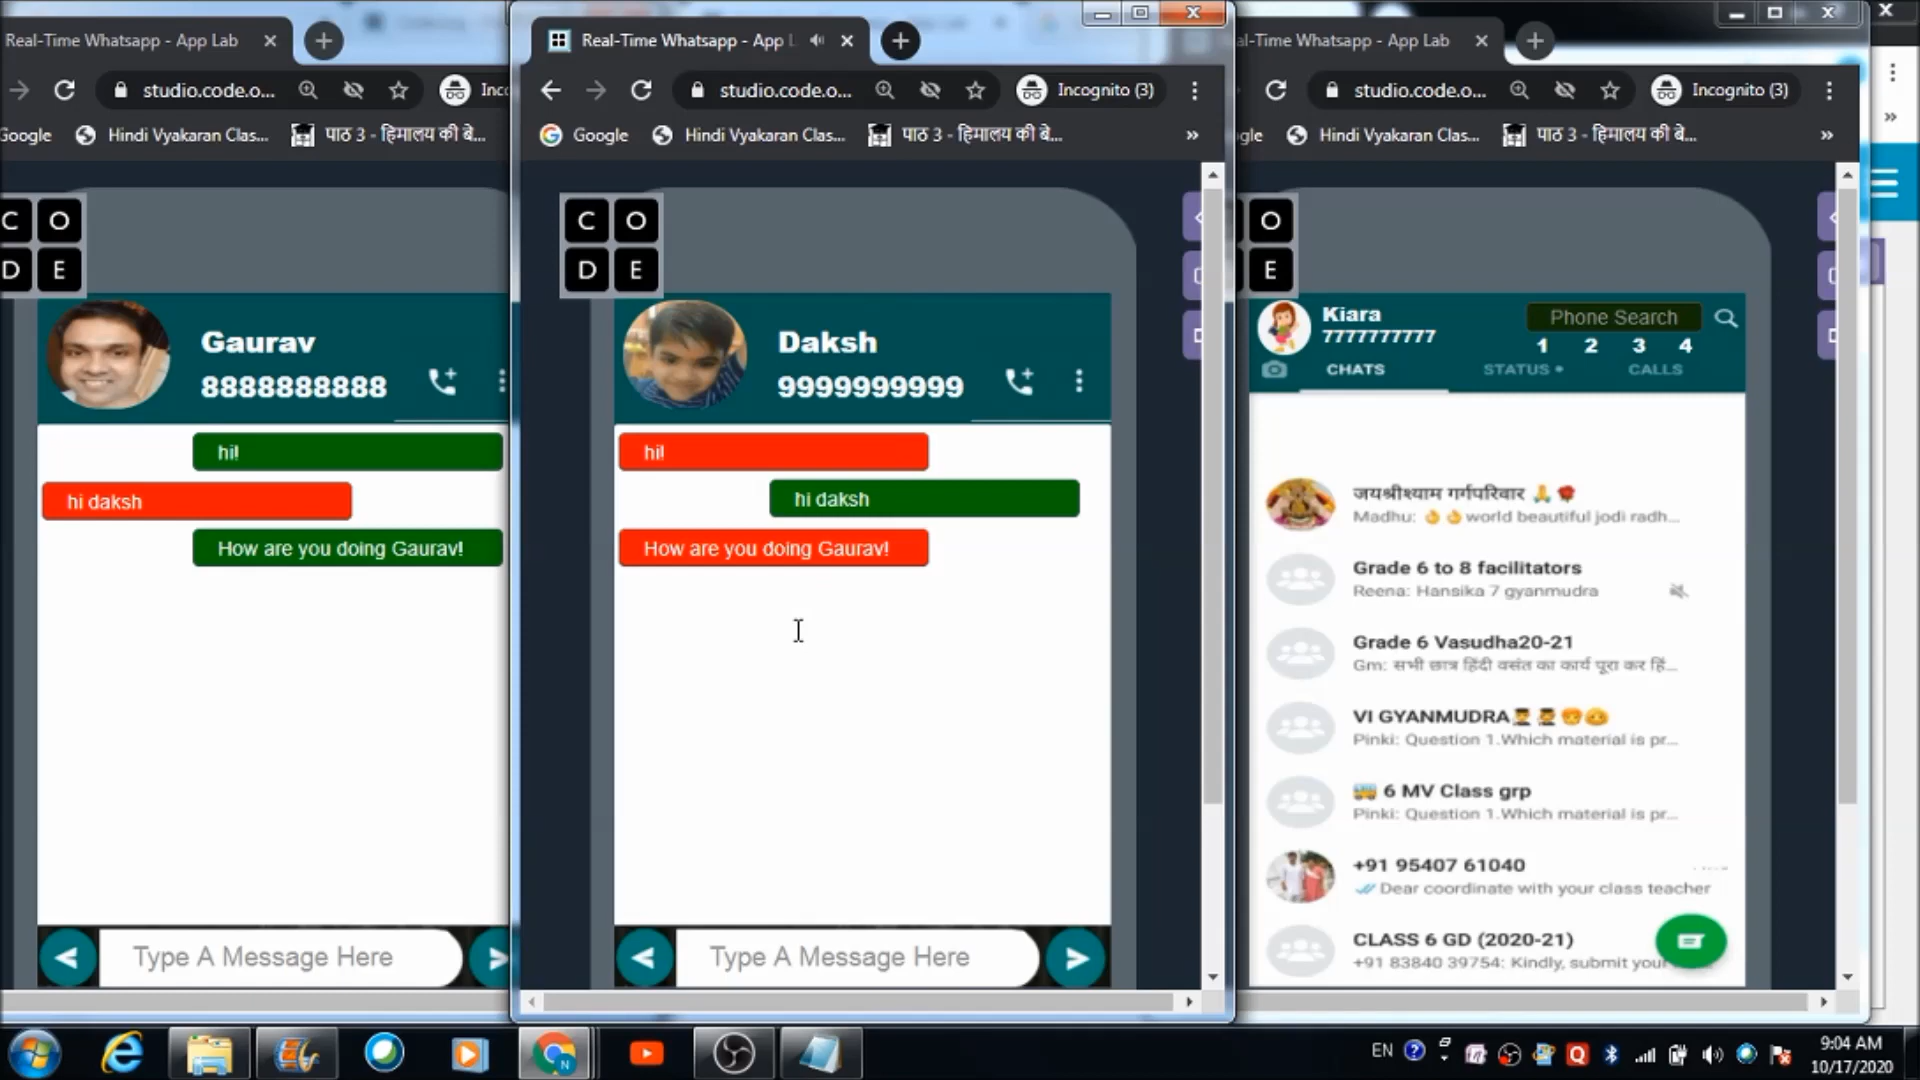 Real-Time Whatsapp - App Lab
studio.code.o...
Inc
Google
Hindi Vyakaran Clas...
पाठ 3 - हिमालय की बे...
C O
D E
Gaurav
8888888888
hi!
hi daksh
How are you doing Gaurav!
Type A Message Here
Real-Time Whatsapp - App L
studio.code.o...
Incognito (3)
Google
Hindi Vyakaran Clas...
पाठ 3 - हिमालय की बे...
C O
D E
Daksh
9999999999
hi!
hi daksh
How are you doing Gaurav!
Type A Message Here
al-Time Whatsapp - App Lab
studio.code.o...
Incognito (3)
gle
Hindi Vyakaran Clas...
पाठ 3 - हिमालय की बे...
O
E
Kiara
7777777777
Phone Search
1 2 3 4
CHATS
STATUS •
CALLS
जयश्रीश्याम गर्गपरिवार 🙏 🌹
Madhu: 👌👌world beautiful jodi radh...
Grade 6 to 8 facilitators
Reena: Hansika 7 gyanmudra
Grade 6 Vasudha20-21
Gm: सभी छात्र हिंदी वसंत का कार्य पूरा कर हिं...
VI GYANMUDRA
Pinki: Question 1.Which material is pr...
🚌 6 MV Class grp
Pinki: Question 1.Which material is pr...
+91 95407 61040
Dear coordinate with your class teacher
CLASS 6 GD (2020-21)
+91 83840 39754: Kindly, submit your
EN
9:04 AM
10/17/2020